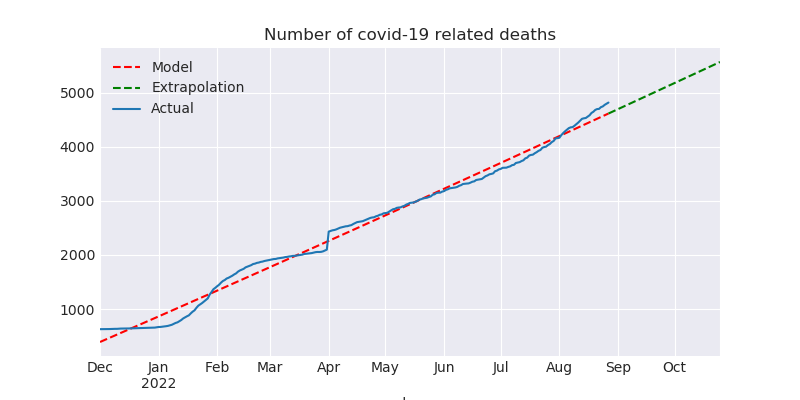 Number of covid-19 related deaths
Model
Extrapolation
Actual
5000
4000
3000
2000
1000
Dec Jan Feb Mar Apr May Jun Jul Aug Sep Oct
2022